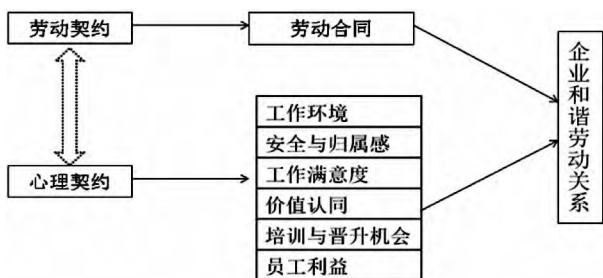 劳动契约
劳动合同
心理契约
工作环境
安全与归属感
工作满意度
价值认同
培训与晋升机会
员工利益
企业和谐劳动关系